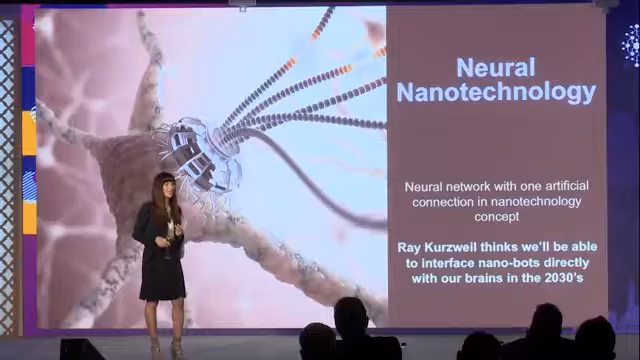 Neural
Nanotechnology
Neural network with one artificial
connection in nanotechnology
concept
Ray Kurzweil thinks we'll be able
to interface nano-bots directly
with our brains in the 2030's